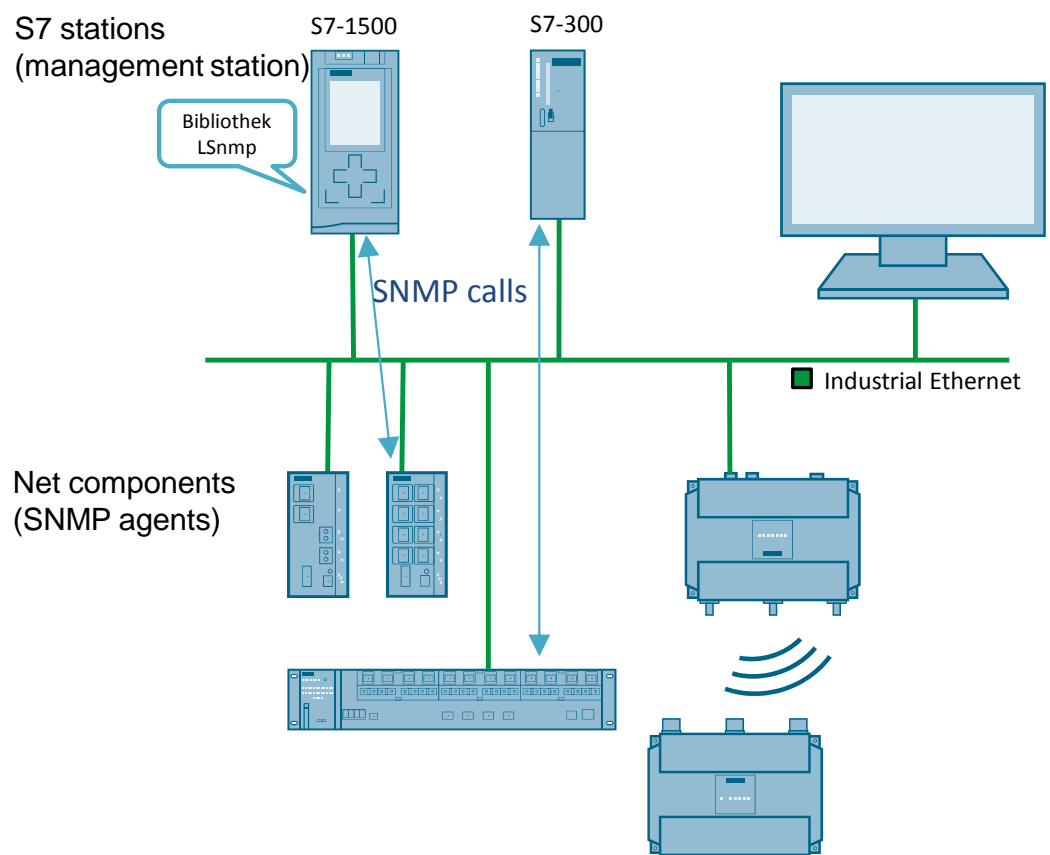 S7 stations
(management station)
S7-1500
S7-300
Bibliothek
LSnmp
SNMP calls
Industrial Ethernet
Net components
(SNMP agents)